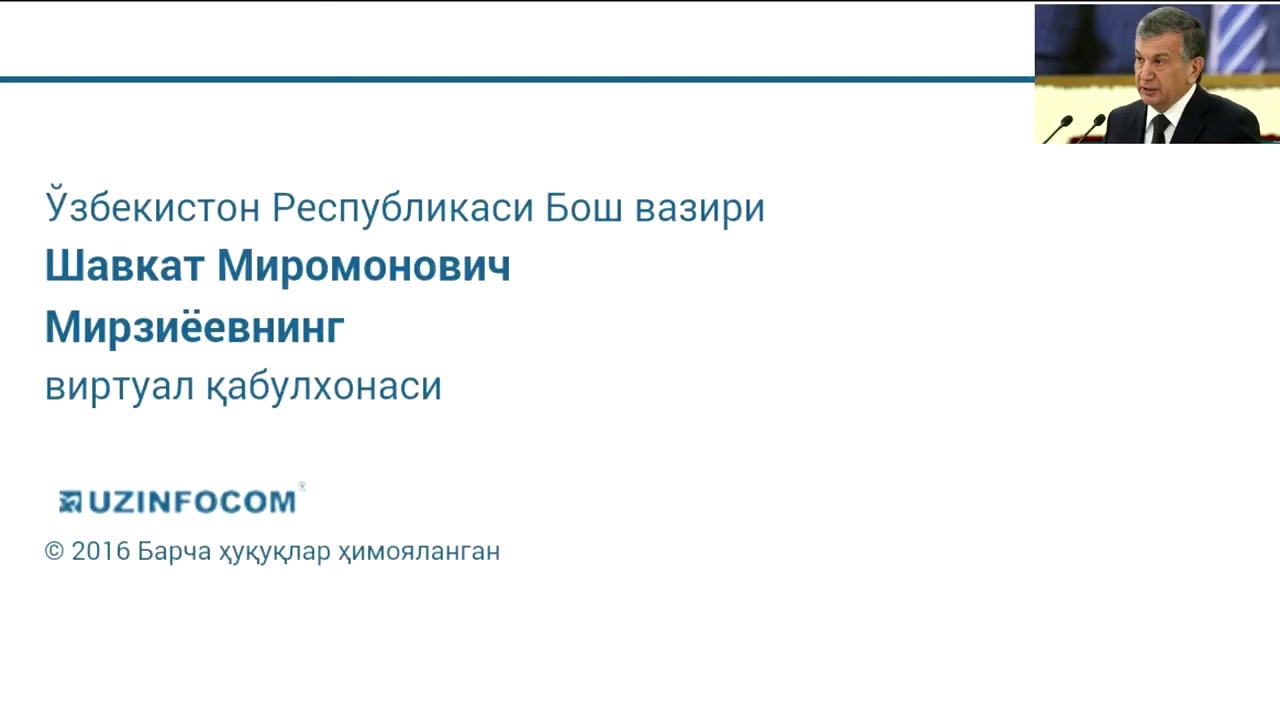 Ўзбекистон Республикаси Бош вазири
Шавкат Миромонович
Мирзиёевнинг
виртуал қабулхонаси
UZINFOCOM
© 2016 Барча ҳуқуқлар ҳимояланган